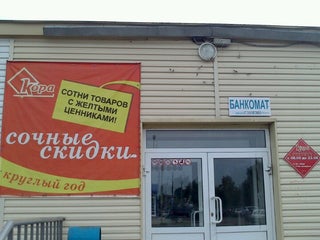 Кора
СОТНИ ТОВАРОВ
С ЖЕЛТЫМИ
ЦЕННИКАМИ!
СОЧНЫЕ
СКИДКИ
круглый год
БАНКОМАТ